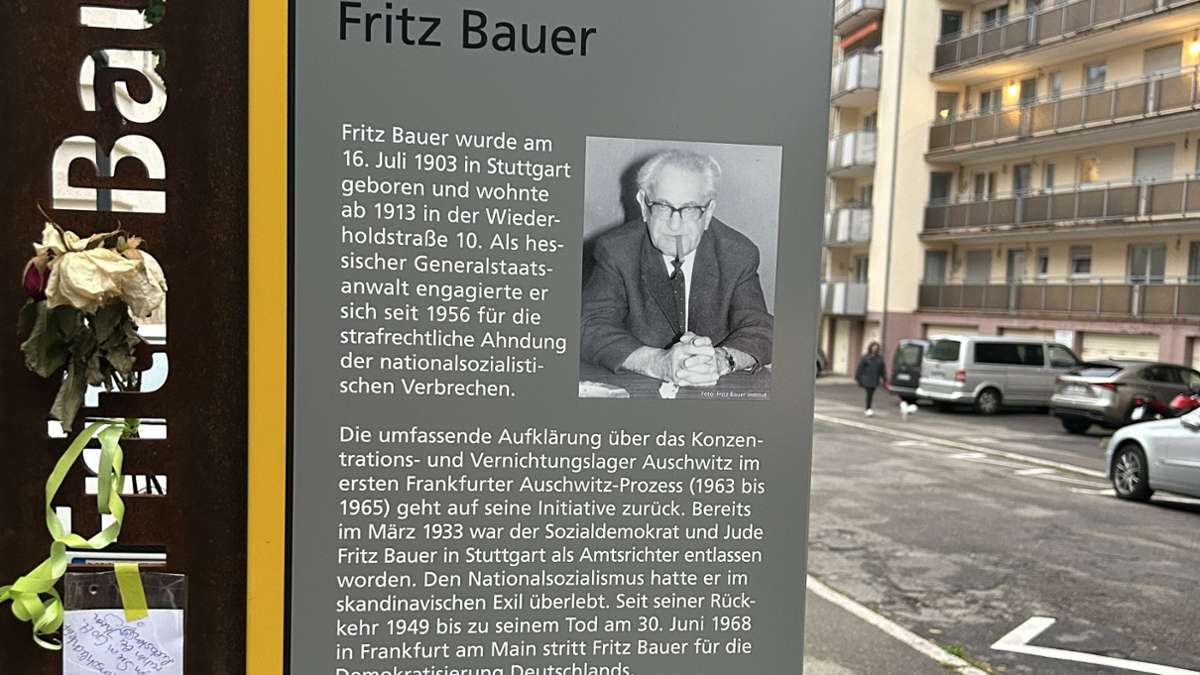 Fritz Bau
Fritz Bauer
Fritz Bauer wurde am
16. Juli 1903 in Stuttgart
geboren und wohnte
ab 1913 in der Wieder-
holdstraße 10. Als hes-
sischer Generalstaats-
anwalt engagierte er
sich seit 1956 für die
strafrechtliche Ahndung
der nationalsozialisti-
schen Verbrechen.
Foto: Fritz Bauer Institut
Die umfassende Aufklärung über das Konzen-
trations- und Vernichtungslager Auschwitz im
ersten Frankfurter Auschwitz-Prozess (1963 bis
1965) geht auf seine Initiative zurück. Bereits
im März 1933 war der Sozialdemokrat und Jude
Fritz Bauer in Stuttgart als Amtsrichter entlassen
worden. Den Nationalsozialismus hatte er im
skandinavischen Exil überlebt. Seit seiner Rück-
kehr 1949 bis zu seinem Tod am 30. Juni 1968
in Frankfurt am Main stritt Fritz Bauer für die
Demokratisierung Deutschlands.